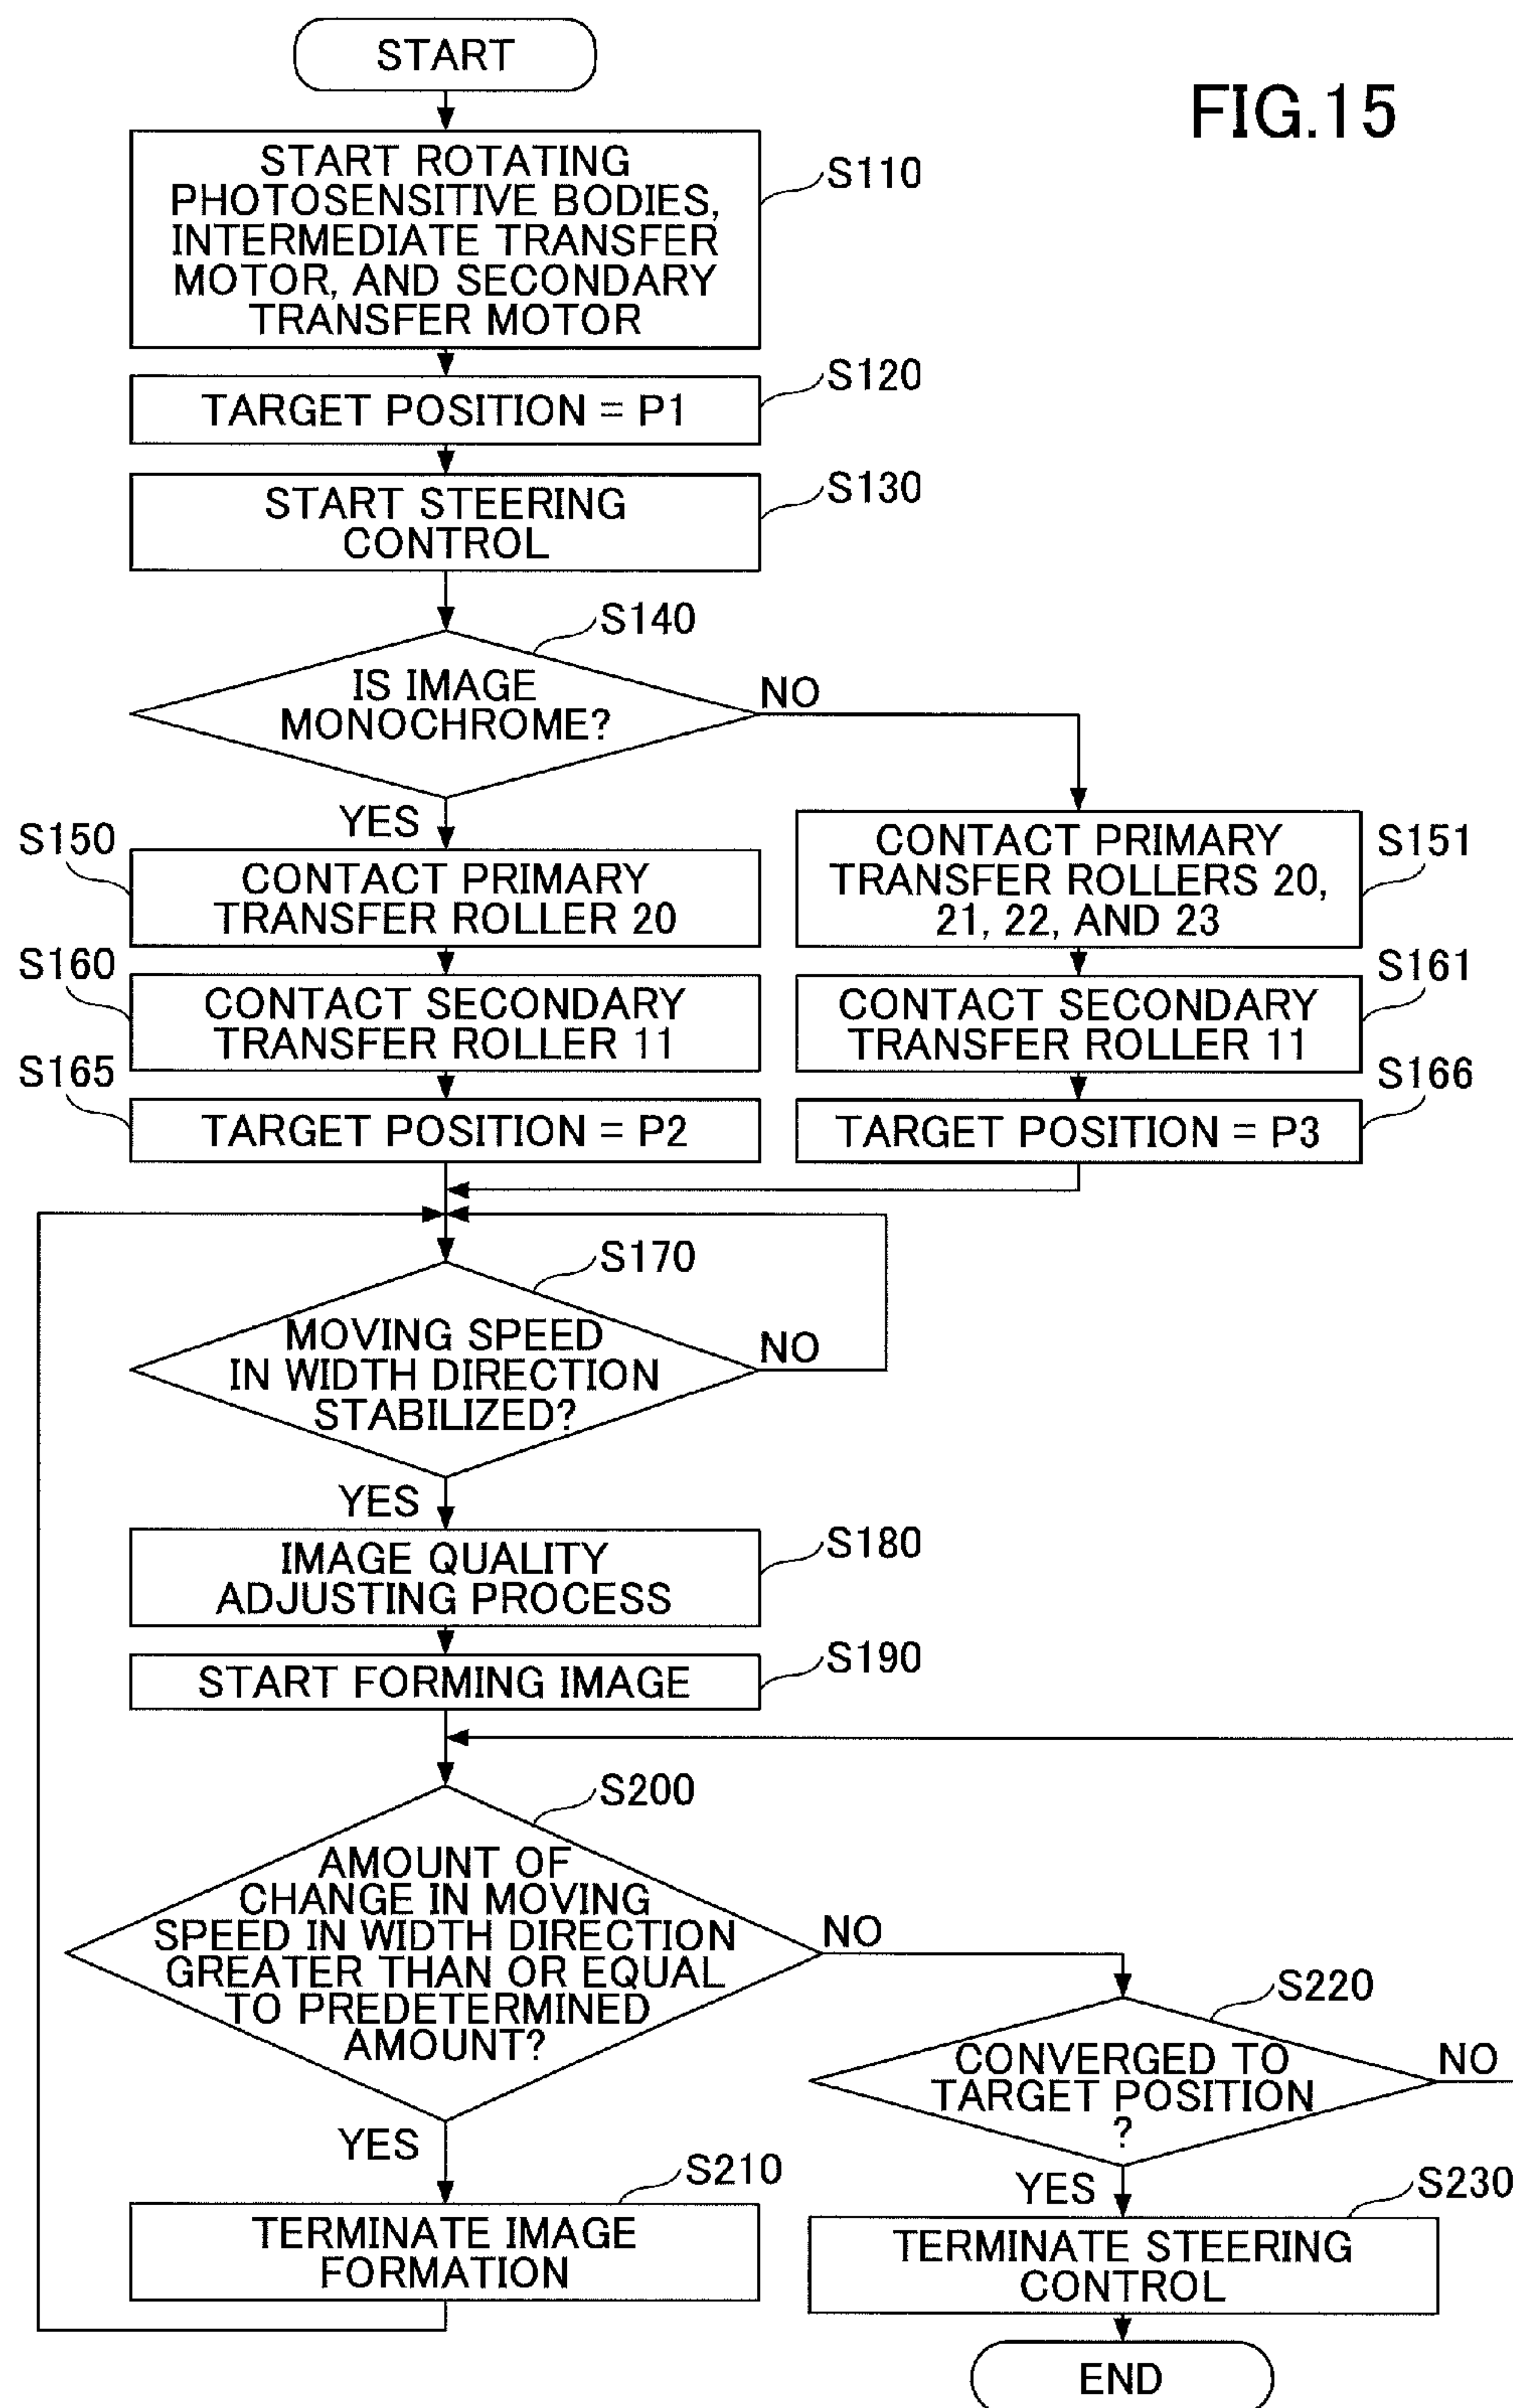 START
FIG.15
START ROTATING
PHOTOSENSITIVE BODIES,
INTERMEDIATE TRANSFER
MOTOR, AND SECONDARY
TRANSFER MOTOR
S110
TARGET POSITION = P1
S120
START STEERING
CONTROL
S130
IS IMAGE
MONOCHROME?
S140
NO
YES
S150
CONTACT PRIMARY
TRANSFER ROLLER 20
CONTACT PRIMARY
TRANSFER ROLLERS 20,
21, 22, AND 23
S151
S160
CONTACT SECONDARY
TRANSFER ROLLER 11
CONTACT SECONDARY
TRANSFER ROLLER 11
S161
S165
TARGET POSITION = P2
TARGET POSITION = P3
S166
MOVING SPEED
IN WIDTH DIRECTION
STABILIZED?
S170
NO
YES
IMAGE QUALITY
ADJUSTING PROCESS
S180
START FORMING IMAGE
S190
S200
AMOUNT OF
CHANGE IN MOVING
SPEED IN WIDTH DIRECTION
GREATER THAN OR EQUAL
TO PREDETERMINED
AMOUNT?
NO
YES
S220
CONVERGED TO
TARGET POSITION
?
NO
YES
S210
TERMINATE IMAGE
FORMATION
S230
TERMINATE STEERING
CONTROL
END